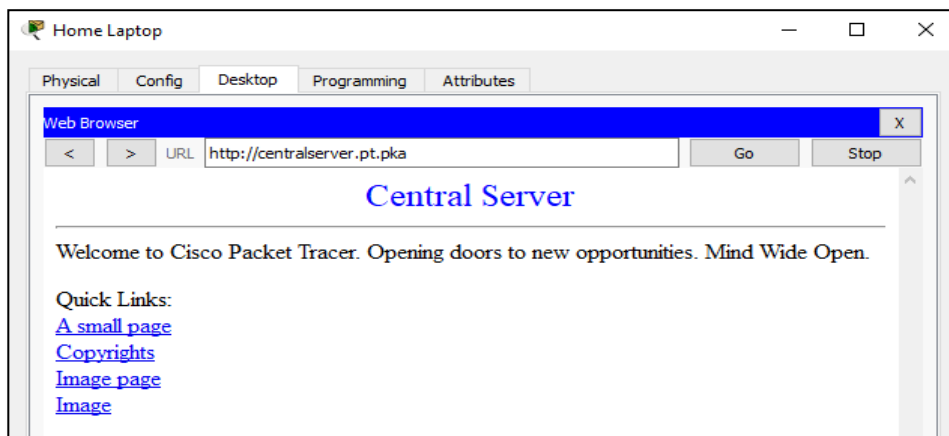 Home Laptop
Physical Config Desktop Programming Attributes
Web Browser X
< > URL http://centralserver.pt.pka Go Stop
Central Server
Welcome to Cisco Packet Tracer. Opening doors to new opportunities. Mind Wide Open.
Quick Links:
A small page
Copyrights
Image page
Image